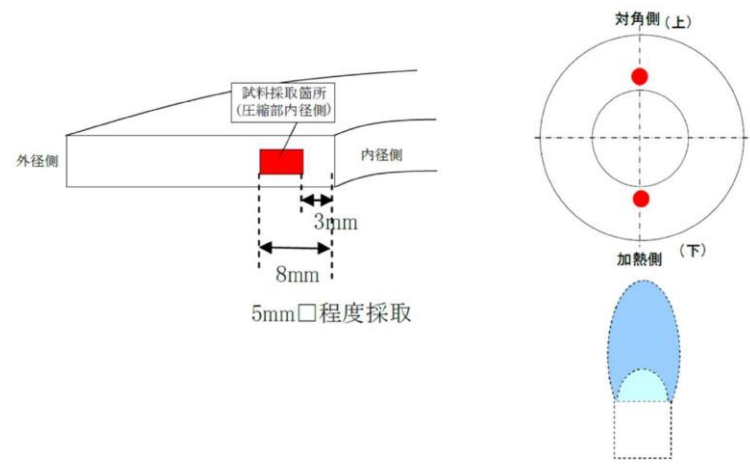 試料採取箇所
(圧縮部内径側)
外径側
内径側
3mm
8mm
5mm□程度採取
対角側(上)
加熱側
(下)